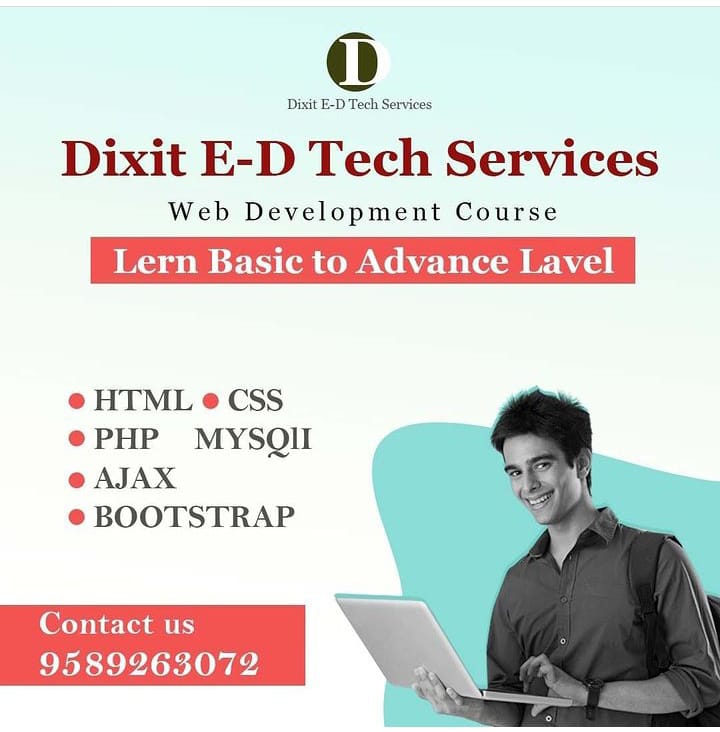 D
Dixit E-D Tech Services
Dixit E-D Tech Services
Web Development Course
Lern Basic to Advance Lavel
● HTML ● CSS
● PHP MYSQlI
● AJAX
● BOOTSTRAP
Contact us
9589263072